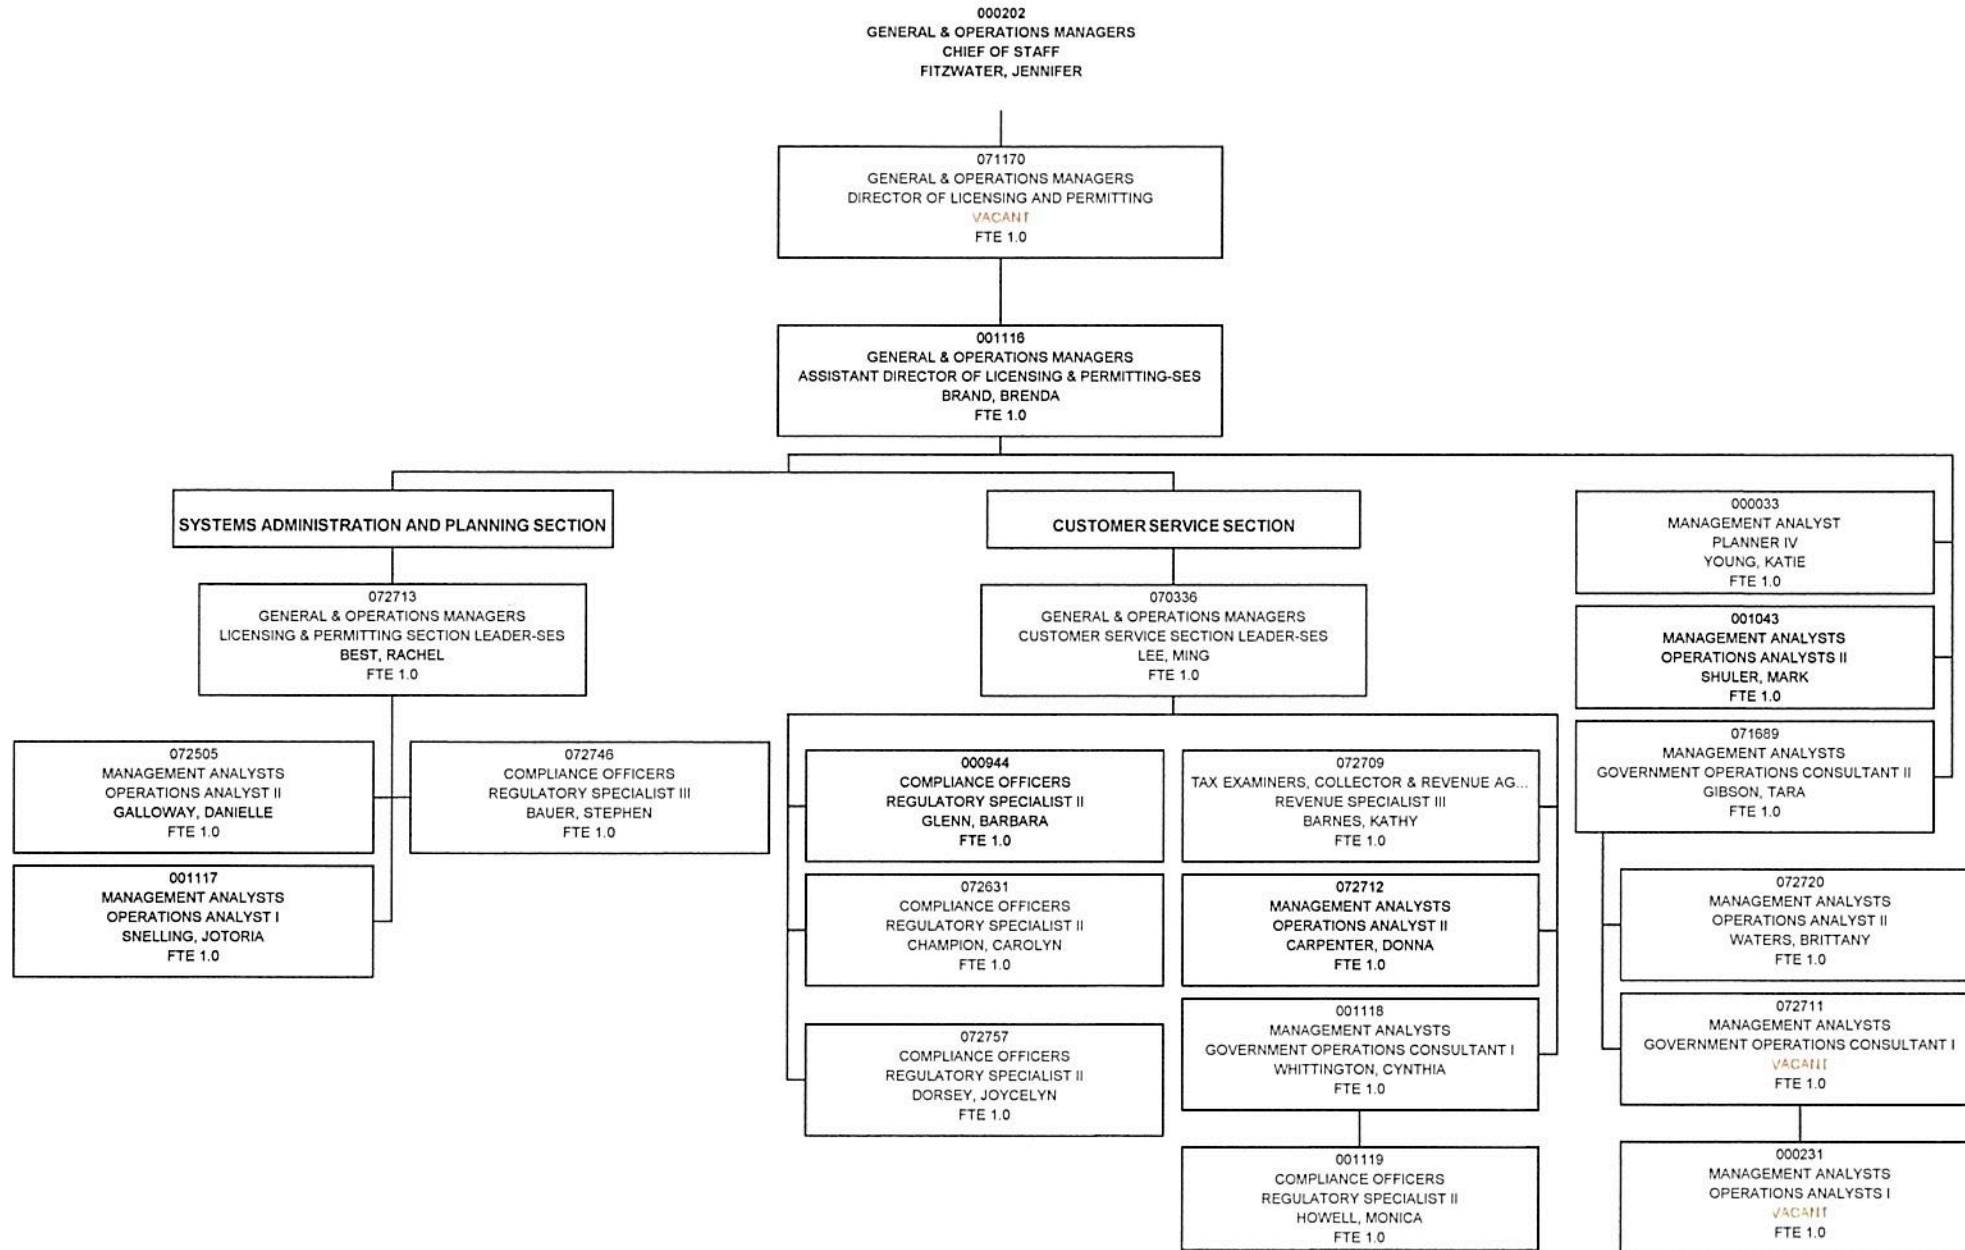 000202
GENERAL & OPERATIONS MANAGERS
CHIEF OF STAFF
FITZWATER, JENNIFER
071170
GENERAL & OPERATIONS MANAGERS
DIRECTOR OF LICENSING AND PERMITTING
VACANT
FTE 1.0
001116
GENERAL & OPERATIONS MANAGERS
ASSISTANT DIRECTOR OF LICENSING & PERMITTING-SES
BRAND, BRENDA
FTE 1.0
SYSTEMS ADMINISTRATION AND PLANNING SECTION
072713
GENERAL & OPERATIONS MANAGERS
LICENSING & PERMITTING SECTION LEADER-SES
BEST, RACHEL
FTE 1.0
072505
MANAGEMENT ANALYSTS
OPERATIONS ANALYST II
GALLOWAY, DANIELLE
FTE 1.0
072746
COMPLIANCE OFFICERS
REGULATORY SPECIALIST III
BAUER, STEPHEN
FTE 1.0
001117
MANAGEMENT ANALYSTS
OPERATIONS ANALYST I
SNELLING, JOTORIA
FTE 1.0
CUSTOMER SERVICE SECTION
070336
GENERAL & OPERATIONS MANAGERS
CUSTOMER SERVICE SECTION LEADER-SES
LEE, MING
FTE 1.0
000944
COMPLIANCE OFFICERS
REGULATORY SPECIALIST II
GLENN, BARBARA
FTE 1.0
072709
TAX EXAMINERS, COLLECTOR & REVENUE AG...
REVENUE SPECIALIST III
BARNES, KATHY
FTE 1.0
072631
COMPLIANCE OFFICERS
REGULATORY SPECIALIST II
CHAMPION, CAROLYN
FTE 1.0
072712
MANAGEMENT ANALYSTS
OPERATIONS ANALYST II
CARPENTER, DONNA
FTE 1.0
072757
COMPLIANCE OFFICERS
REGULATORY SPECIALIST II
DORSEY, JOYCELYN
FTE 1.0
001118
MANAGEMENT ANALYSTS
GOVERNMENT OPERATIONS CONSULTANT I
WHITTINGTON, CYNTHIA
FTE 1.0
001119
COMPLIANCE OFFICERS
REGULATORY SPECIALIST II
HOWELL, MONICA
FTE 1.0
000033
MANAGEMENT ANALYST
PLANNER IV
YOUNG, KATIE
FTE 1.0
001043
MANAGEMENT ANALYSTS
OPERATIONS ANALYSTS II
SHULER, MARK
FTE 1.0
071689
MANAGEMENT ANALYSTS
GOVERNMENT OPERATIONS CONSULTANT II
GIBSON, TARA
FTE 1.0
072720
MANAGEMENT ANALYSTS
OPERATIONS ANALYST II
WATERS, BRITTANY
FTE 1.0
072711
MANAGEMENT ANALYSTS
GOVERNMENT OPERATIONS CONSULTANT I
VACANT
FTE 1.0
000231
MANAGEMENT ANALYSTS
OPERATIONS ANALYSTS I
VACANT
FTE 1.0